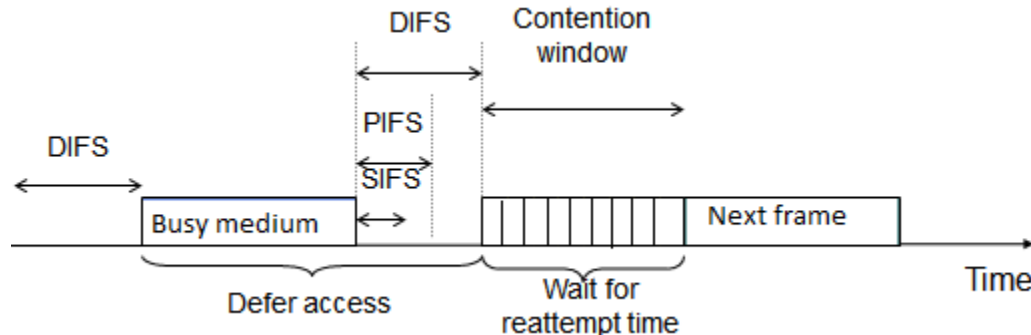 DIFS
Contention
window
PIFS
DIFS
SIFS
Busy medium
Next frame
Time
Defer access
Wait for
reattempt time